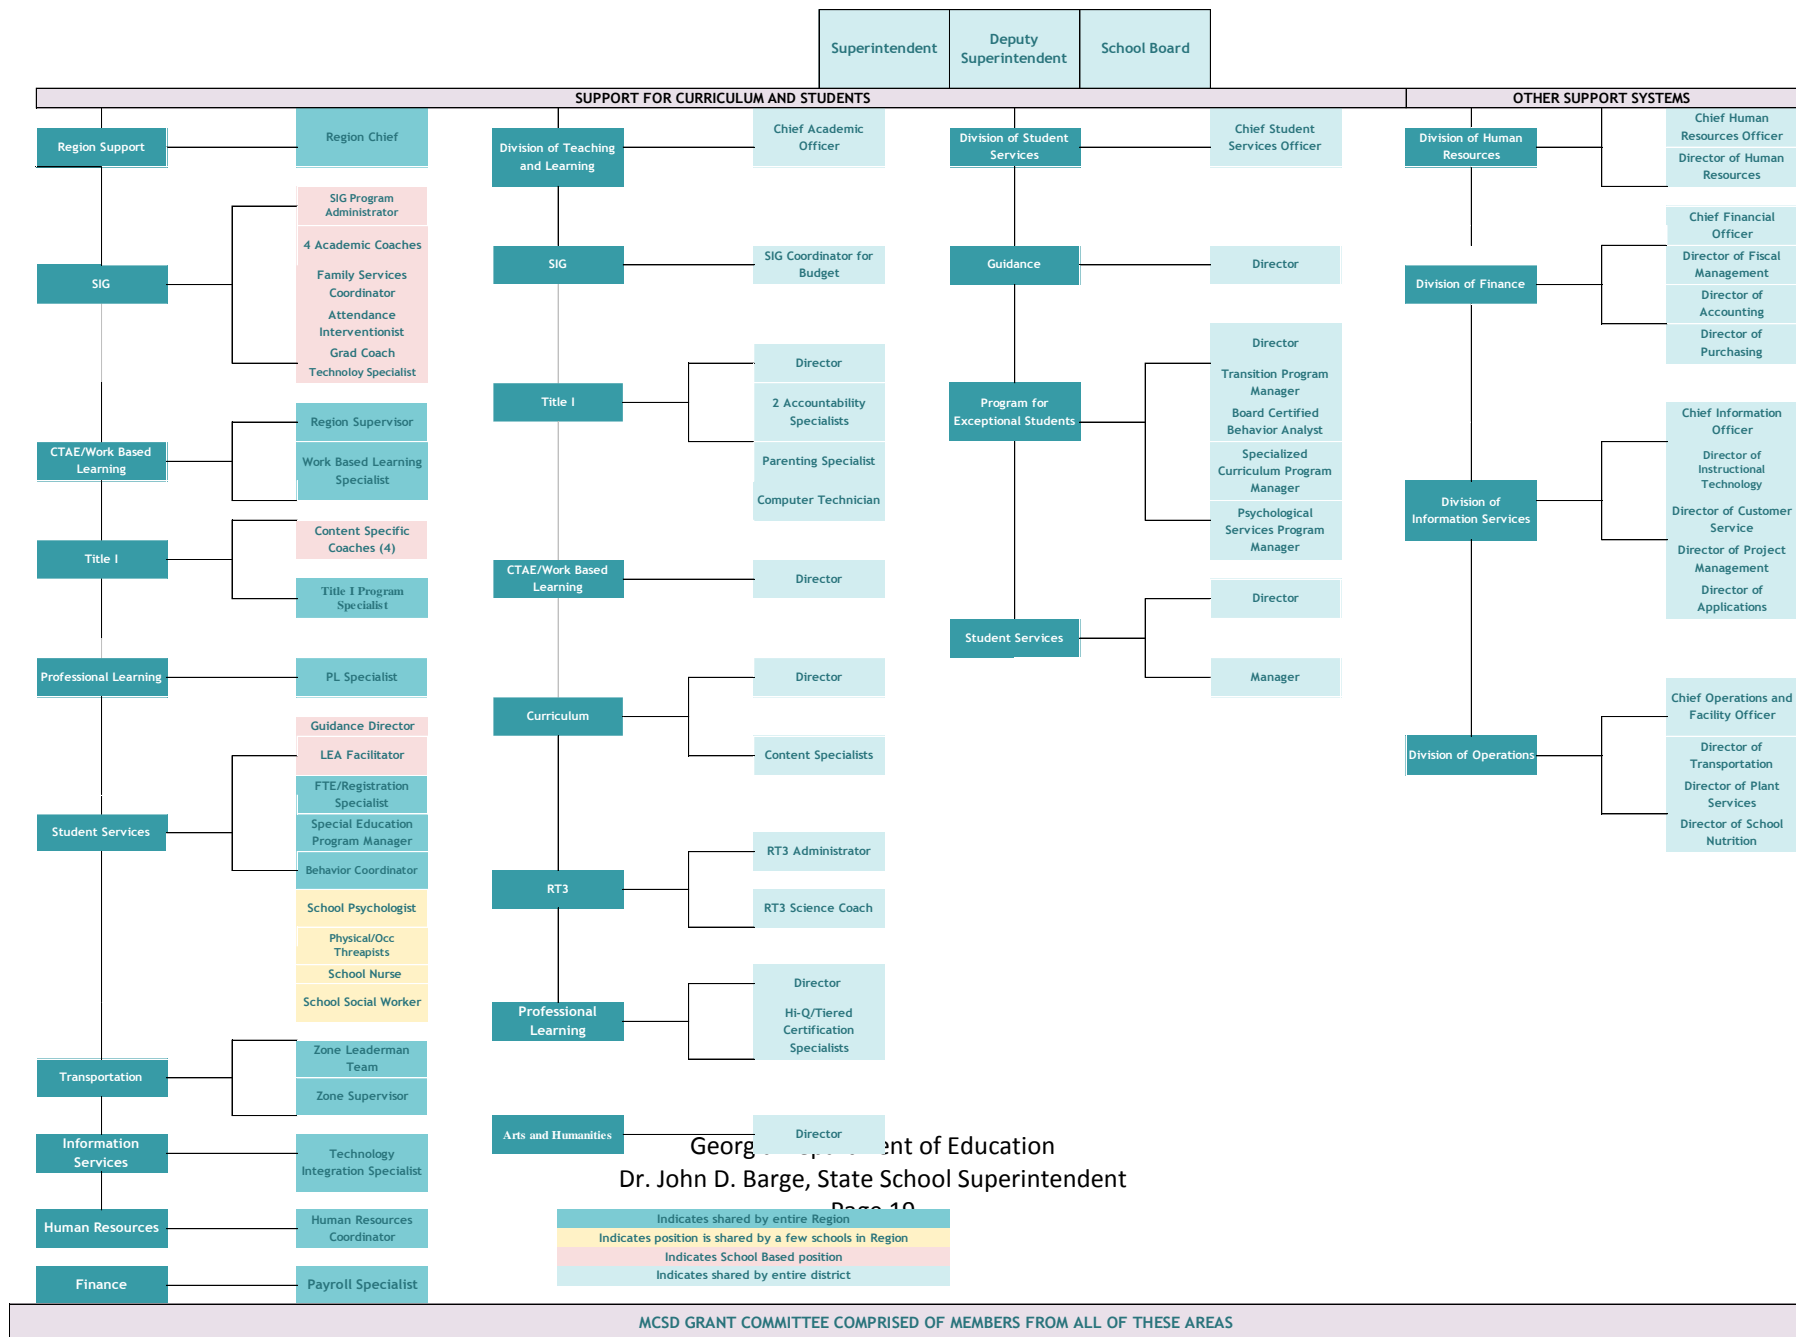 Superintendent
Deputy
Superintendent
School Board
SUPPORT FOR CURRICULUM AND STUDENTS
OTHER SUPPORT SYSTEMS
Region Support
Region Chief
SIG
SIG Program
Administrator
4 Academic Coaches
Family Services
Coordinator
Attendance
Interventionist
Grad Coach
Technoloy Specialist
CTAE/Work Based
Learning
Region Supervisor
Work Based Learning
Specialist
Title I
Content Specific
Coaches (4)
Title I Program
Specialist
Professional Learning
PL Specialist
Student Services
Guidance Director
LEA Facilitator
FTE/Registration
Specialist
Special Education
Program Manager
Behavior Coordinator
School Psychologist
Physical/Occ
Threapists
School Nurse
School Social Worker
Transportation
Zone Leaderman
Team
Zone Supervisor
Information
Services
Technology
Integration Specialist
Human Resources
Human Resources
Coordinator
Finance
Payroll Specialist
Division of Teaching
and Learning
Chief Academic
Officer
SIG
SIG Coordinator for
Budget
Title I
Director
2 Accountability
Specialists
Parenting Specialist
Computer Technician
CTAE/Work Based
Learning
Director
Curriculum
Director
Content Specialists
RT3
RT3 Administrator
RT3 Science Coach
Professional
Learning
Director
Hi-Q/Tiered
Certification
Specialists
Arts and Humanities
Director
Division of Student
Services
Chief Student
Services Officer
Guidance
Director
Program for
Exceptional Students
Director
Transition Program
Manager
Board Certified
Behavior Analyst
Specialized
Curriculum Program
Manager
Psychological
Services Program
Manager
Student Services
Director
Manager
Division of Human
Resources
Chief Human
Resources Officer
Director of Human
Resources
Division of Finance
Chief Financial
Officer
Director of Fiscal
Management
Director of
Accounting
Director of
Purchasing
Division of
Information Services
Chief Information
Officer
Director of
Instructional
Technology
Director of Customer
Service
Director of Project
Management
Director of
Applications
Division of Operations
Chief Operations and
Facility Officer
Director of
Transportation
Director of Plant
Services
Director of School
Nutrition
of Education
Dr. John D. Barge, State School Superintendent
Page 19
Indicates shared by entire Region
Indicates position is shared by a few schools in Region
Indicates School Based position
Indicates shared by entire district
MCSD GRANT COMMITTEE COMPRISED OF MEMBERS FROM ALL OF THESE AREAS